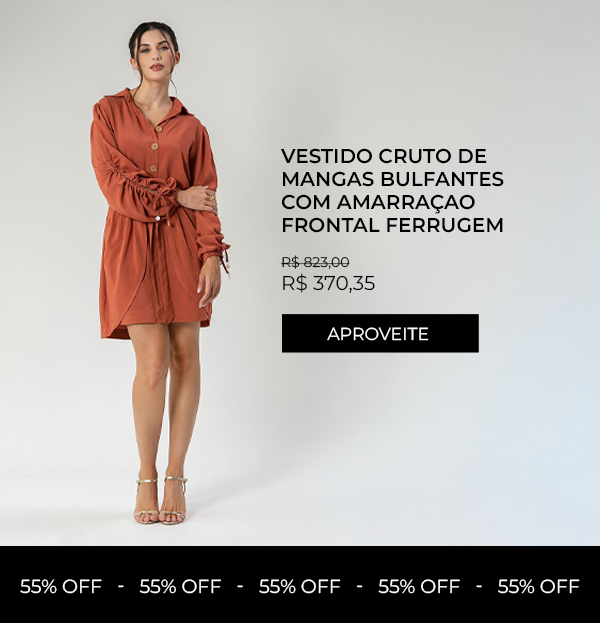 VESTIDO CRUTO DE
MANGAS BULFANTES
COM AMARRAÇAO
FRONTAL FERRUGEM
R$ 823,00
R$ 370,35
APROVEITE
55% OFF - 55% OFF - 55% OFF - 55% OFF - 55% OFF